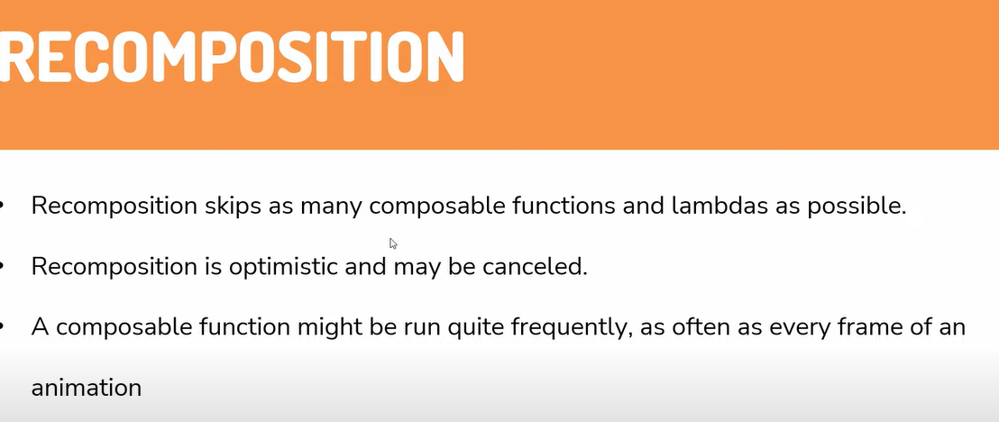 RECOMPOSITION
• Recomposition skips as many composable functions and lambdas as possible.
• Recomposition is optimistic and may be canceled.
• A composable function might be run quite frequently, as often as every frame of an
animation